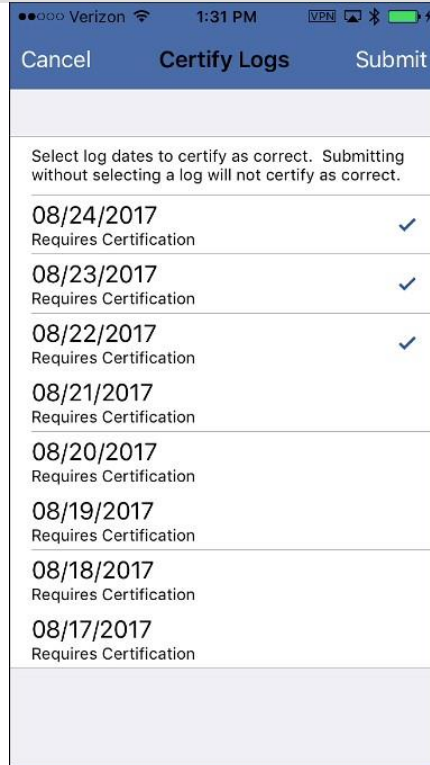 Verizon 1:31 PM VPN
Cancel Certify Logs Submit
Select log dates to certify as correct. Submitting
without selecting a log will not certify as correct.
08/24/2017
Requires Certification
08/23/2017
Requires Certification
08/22/2017
Requires Certification
08/21/2017
Requires Certification
08/20/2017
Requires Certification
08/19/2017
Requires Certification
08/18/2017
Requires Certification
08/17/2017
Requires Certification